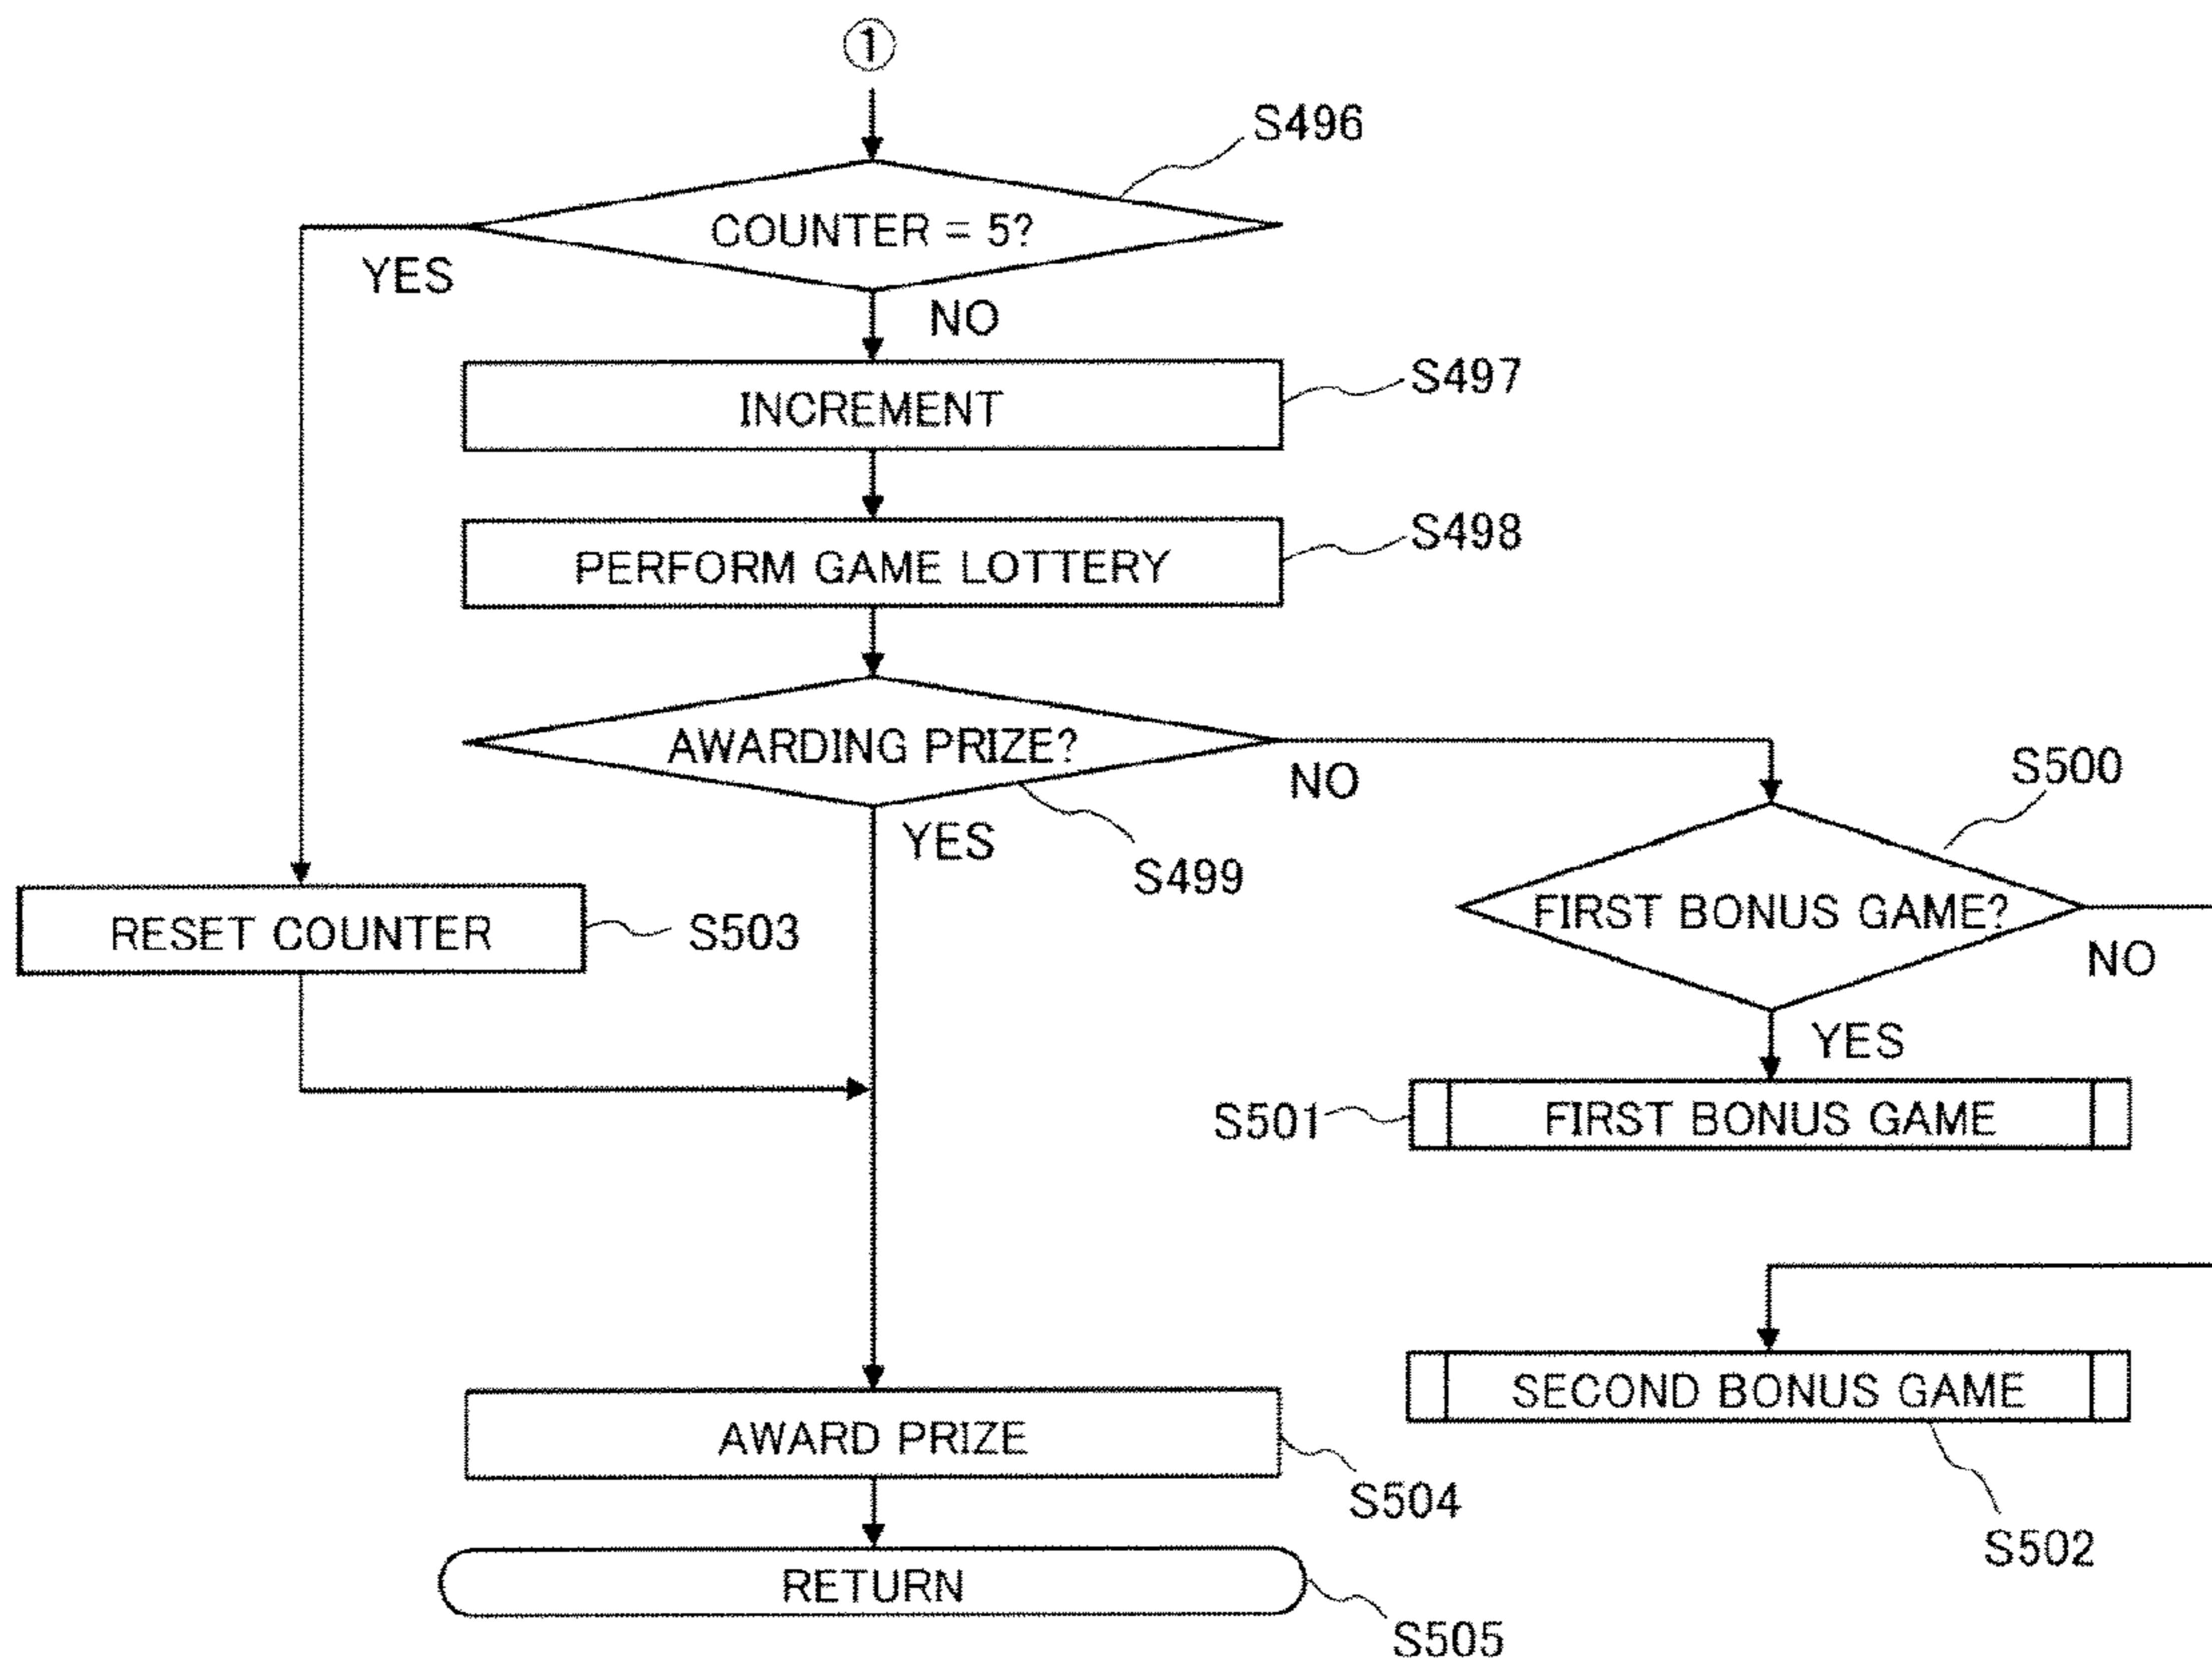 ①
S496
COUNTER = 5?
YES
NO
INCREMENT
S497
PERFORM GAME LOTTERY
S498
AWARDING PRIZE?
NO
YES
S499
S500
FIRST BONUS GAME?
NO
YES
RESET COUNTER
S503
S501
FIRST BONUS GAME
SECOND BONUS GAME
S502
AWARD PRIZE
S504
RETURN
S505